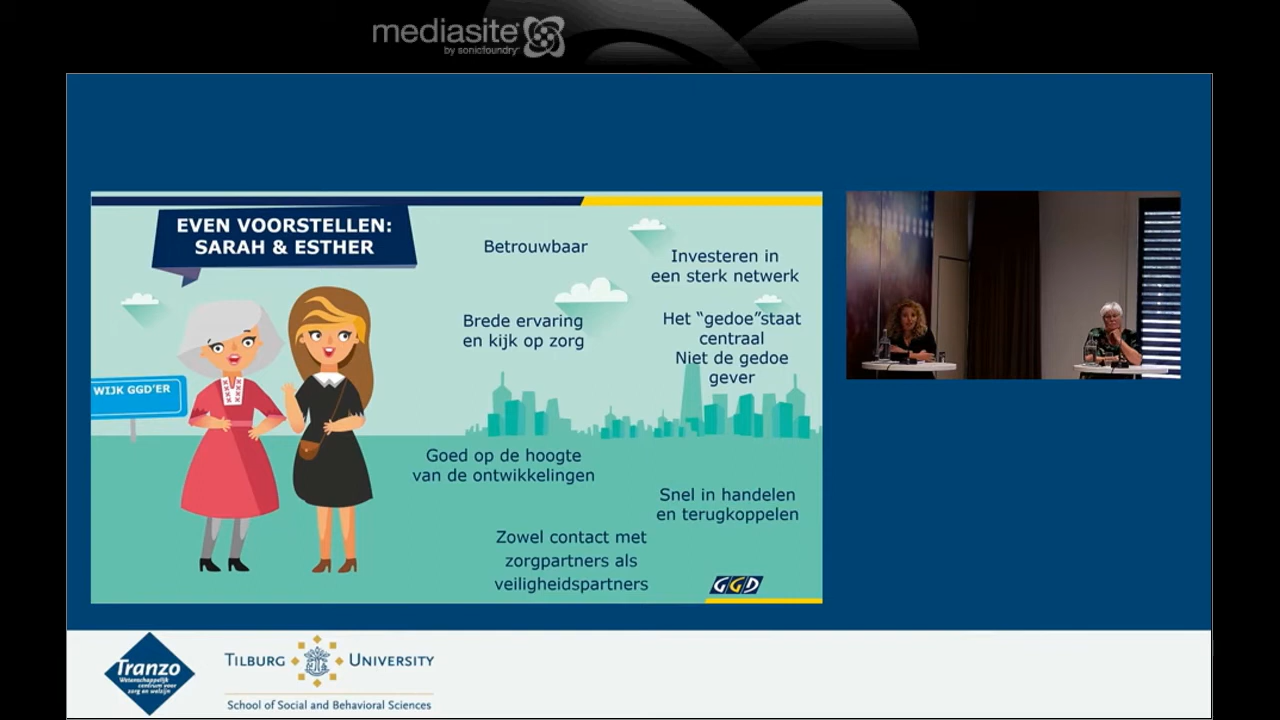 mediasite
by sonicfoundry
EVEN VOORSTELLEN:
SARAH & ESTHER
WIJK GGD'ER
Betrouwbaar
Investeren in
een sterk netwerk
Brede ervaring
en kijk op zorg
Het “gedoe”staat
centraal
Niet de gedoe
gever
Goed op de hoogte
van de ontwikkelingen
Snel in handelen
en terugkoppelen
Zowel contact met
zorgpartners als
veiligheidspartners
GGD
Tranzo
Wetenschappelijk
centrum voor
zorg en welzijn
TILBURG UNIVERSITY
School of Social and Behavioral Sciences